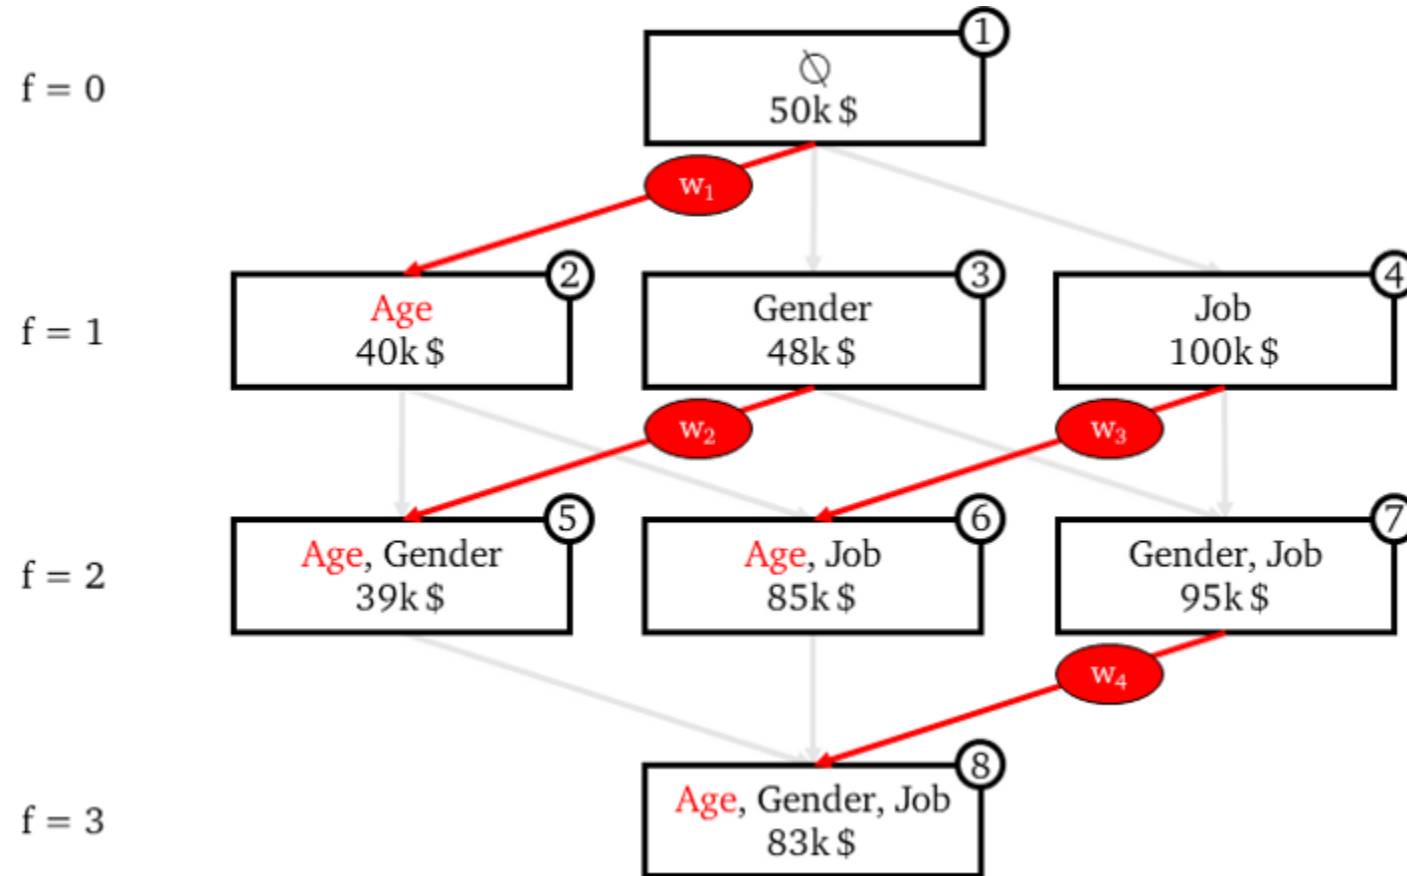 ①
f = 0
∅
50k $
w₁
② ③ ④
f = 1
Age
40k $
Gender
48k $
Job
100k $
w₂
w₃
⑤ ⑥ ⑦
f = 2
Age, Gender
39k $
Age, Job
85k $
Gender, Job
95k $
w₄
⑧
f = 3
Age, Gender, Job
83k $